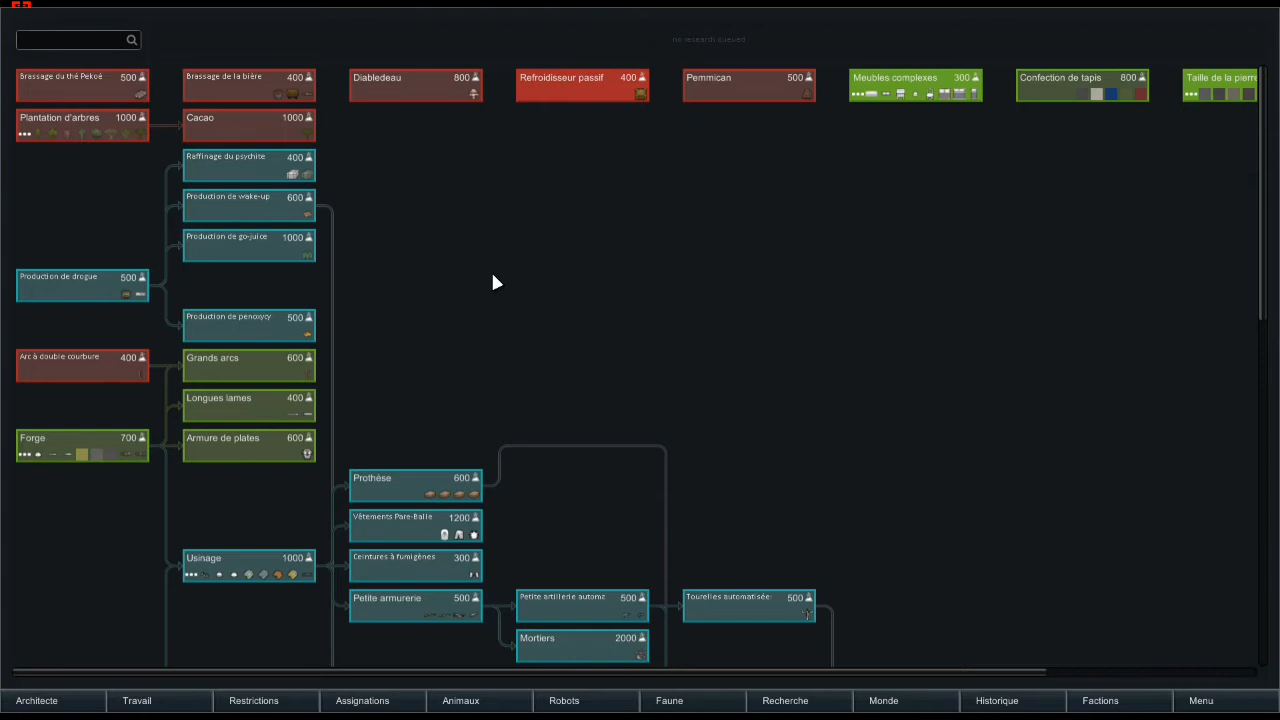 no research queued
Brassage du thé Pekoé 500
Brassage de la bière 400
Diabledeau 800
Refroidisseur passif 400
Pemmican 500
Meubles complexes 300
Confection de tapis 800
Taille de la pierre
Plantation d'arbres 1000
Cacao 1000
Raffinage du psychite 400
Production de wake-up 600
Production de go-juice 1000
Production de drogue 500
Production de penoxycy 500
Arc à double courbure 400
Grands arcs 600
Longues lames 400
Forge 700
Armure de plates 600
Prothèse 600
Vêtements Pare-Balle 1200
Usinage 1000
Ceintures à fumigènes 300
Petite armurerie 500
Petite artillerie automa 500
Tourelles automatisée 500
Mortiers 2000
Architecte Travail Restrictions Assignations Animaux Robots Faune Recherche Monde Historique Factions Menu